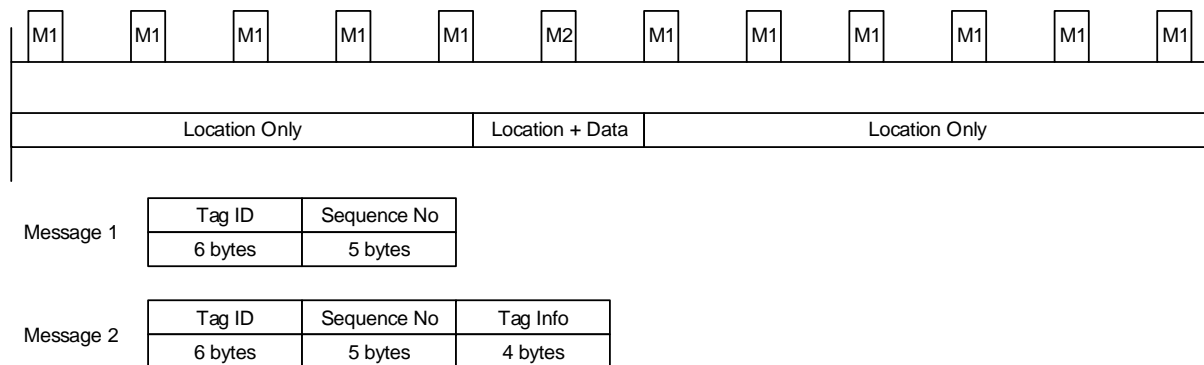 M1 M1 M1 M1 M1 M2 M1 M1 M1 M1 M1 M1
Location Only Location + Data Location Only
Message 1
Tag ID Sequence No
6 bytes 5 bytes
Message 2
Tag ID Sequence No Tag Info
6 bytes 5 bytes 4 bytes